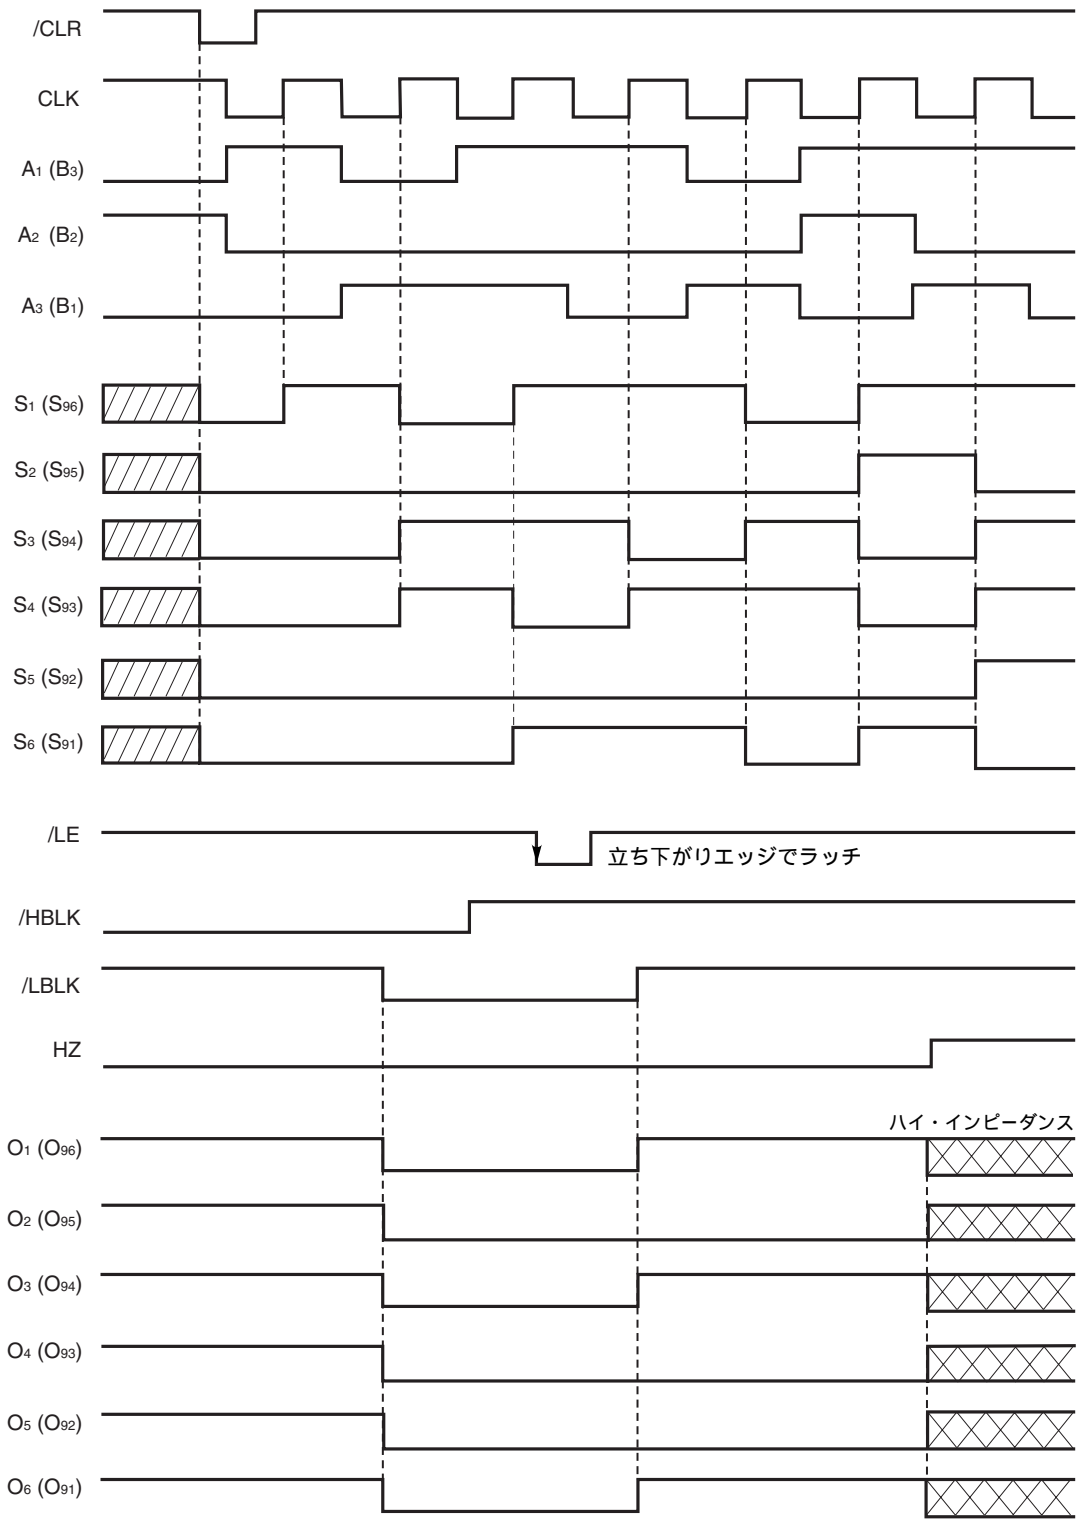 /CLR
CLK
A1 (B3)
A2 (B2)
A3 (B1)
S1 (S96)
S2 (S95)
S3 (S94)
S4 (S93)
S5 (S92)
S6 (S91)
/LE
立ち下がりエッジでラッチ
/HBLK
/LBLK
HZ
ハイ・インピーダンス
O1 (O96)
O2 (O95)
O3 (O94)
O4 (O93)
O5 (O92)
O6 (O91)